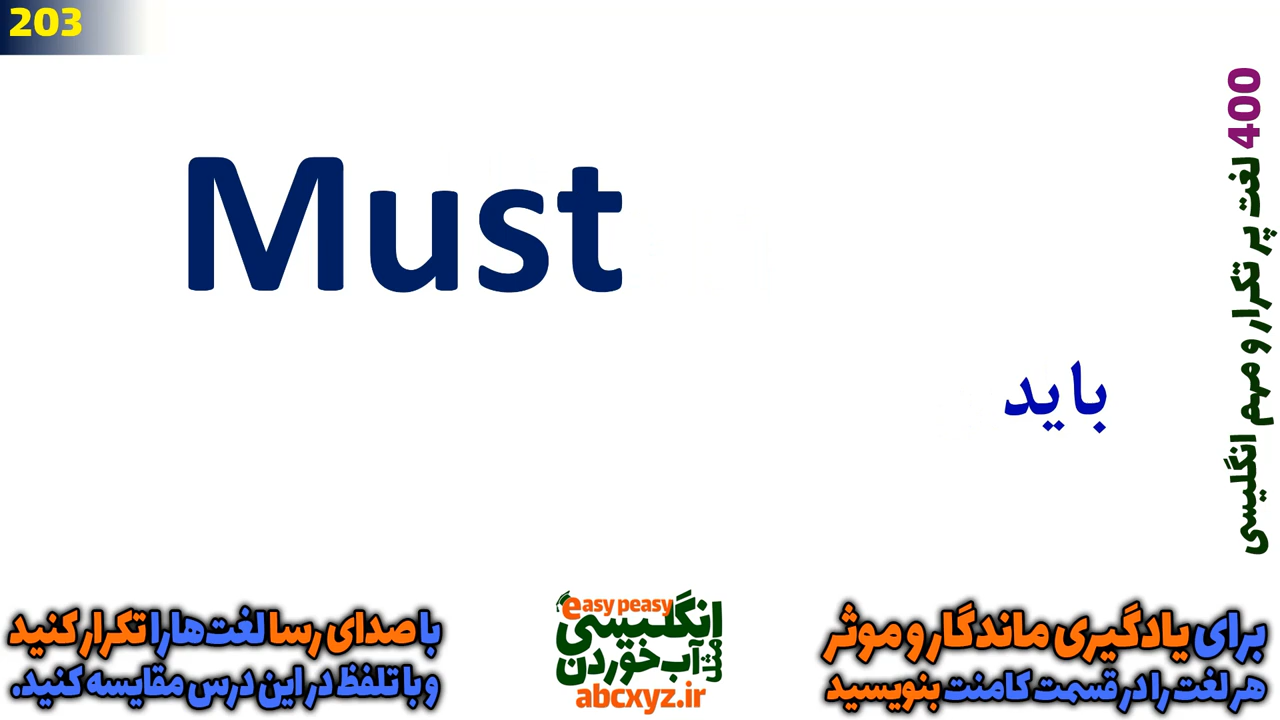 203
Must
باید
400 لغت پر تکرار و مهم انگلیسی
با صدای رسا لغت‌ها را تکرار کنید
و با تلفظ در این درس مقایسه کنید.
easy peasy
انگلیسی
مثل آب خوردن
abcxyz.ir
برای یادگیری ماندگار و موثر
هر لغت را در قسمت کامنت بنویسید